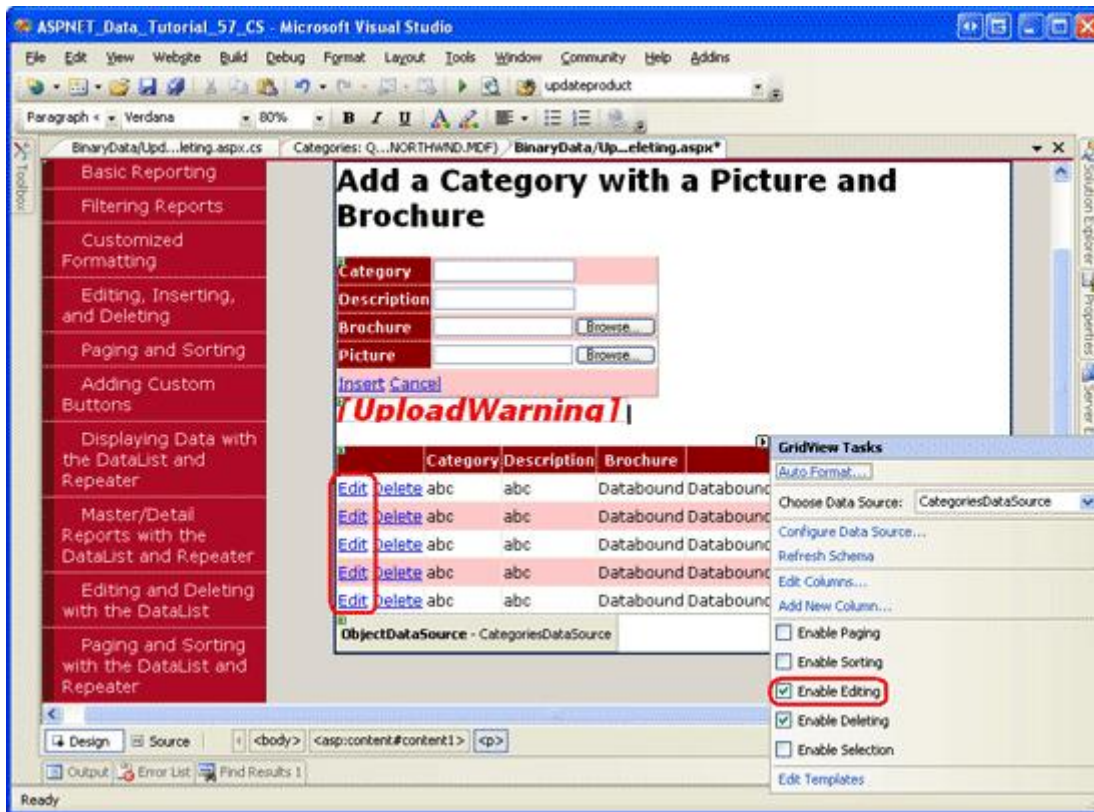 ASPNET_Data_Tutorial_57_CS - Microsoft Visual Studio
File Edit View Website Build Debug Format Layout Tools Window Community Help Addins
updateproduct
Paragraph < Verdana 80% B I U A
BinaryData/Upd...leting.aspx.cs Categories: Q...NORTHWND.MDF) BinaryData/Up...eleting.aspx*
Toolbox
Basic Reporting
Filtering Reports
Customized
Formatting
Editing, Inserting,
and Deleting
Paging and Sorting
Adding Custom
Buttons
Displaying Data with
the DataList and
Repeater
Master/Detail
Reports with the
DataList and Repeater
Editing and Deleting
with the DataList
Paging and Sorting
with the DataList and
Repeater
Add a Category with a Picture and
Brochure
Category
Description
Brochure Browse...
Picture Browse...
Insert Cancel
[UploadWarning]
Category Description Brochure
Edit Delete abc abc Databound Databound
Edit Delete abc abc Databound Databound
Edit Delete abc abc Databound Databound
Edit Delete abc abc Databound Databound
Edit Delete abc abc Databound Databound
ObjectDataSource - CategoriesDataSource
GridView Tasks
Auto Format...
Choose Data Source: CategoriesDataSource
Configure Data Source...
Refresh Schema
Edit Columns...
Add New Column...
Enable Paging
Enable Sorting
Enable Editing
Enable Deleting
Enable Selection
Edit Templates
Solution Explorer
Properties
Server E
Design Source <body> <asp:content#content1> <p>
Output Error List Find Results 1
Ready